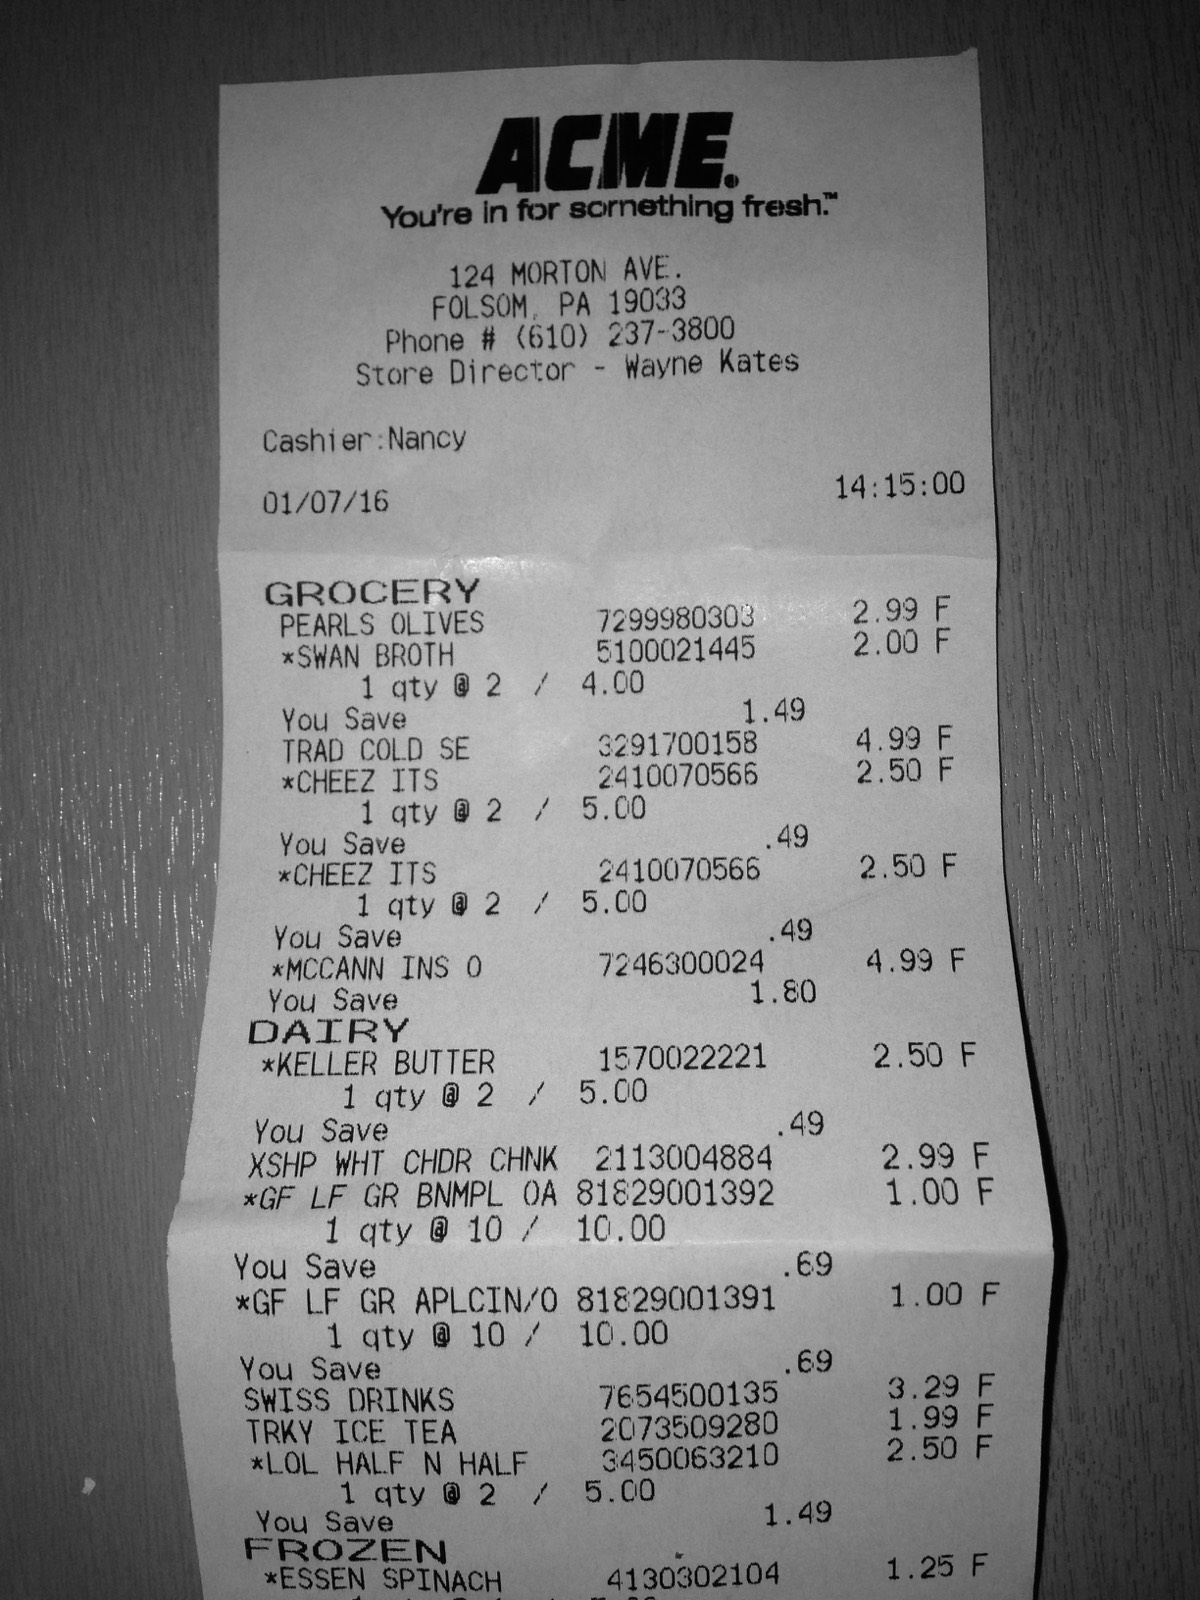 ACME.
You're in for something fresh.™
124 MORTON AVE.
FOLSOM, PA 19033
Phone # (610) 237-3800
Store Director - Wayne Kates
Cashier:Nancy
01/07/16 14:15:00
GROCERY
PEARLS OLIVES 7299980303 2.99 F
*SWAN BROTH 5100021445 2.00 F
1 qty @ 2 / 4.00
You Save 1.49
TRAD COLD SE 3291700158 4.99 F
*CHEEZ ITS 2410070566 2.50 F
1 qty @ 2 / 5.00
You Save .49
*CHEEZ ITS 2410070566 2.50 F
1 qty @ 2 / 5.00
You Save .49
*MCCANN INS O 7246300024 4.99 F
You Save 1.80
DAIRY
*KELLER BUTTER 1570022221 2.50 F
1 qty @ 2 / 5.00
You Save .49
XSHP WHT CHDR CHNK 2113004884 2.99 F
*GF LF GR BNMPL OA 81829001392 1.00 F
1 qty @ 10 / 10.00
You Save .69
*GF LF GR APLCIN/O 81829001391 1.00 F
1 qty @ 10 / 10.00
You Save .69
SWISS DRINKS 7654500135 3.29 F
TRKY ICE TEA 2073509280 1.99 F
*LOL HALF N HALF 3450063210 2.50 F
1 qty @ 2 / 5.00
You Save 1.49
FROZEN
*ESSEN SPINACH 4130302104 1.25 F